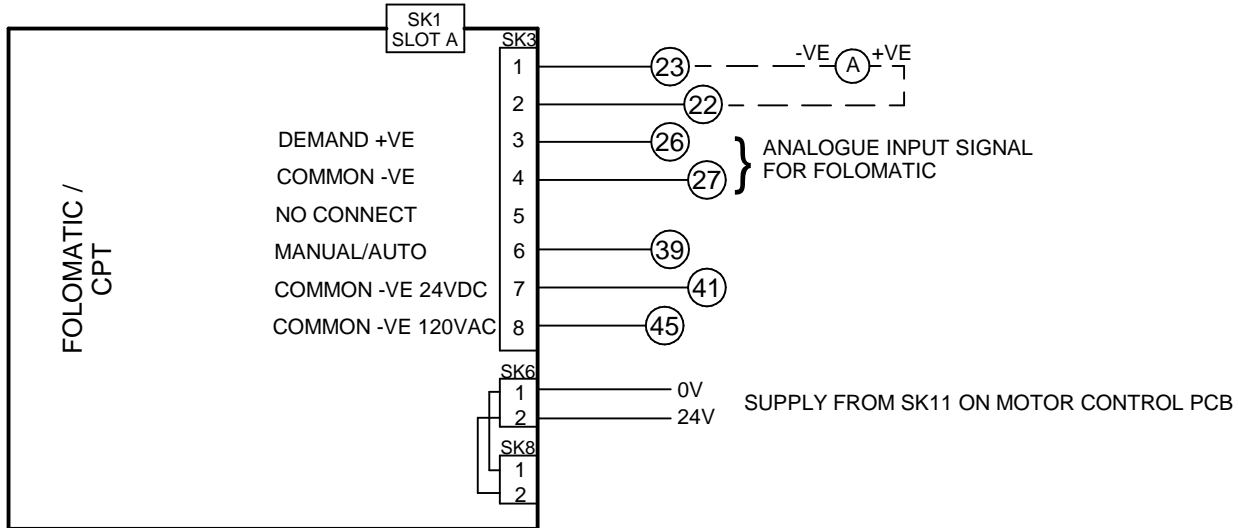 SK1
SLOT A
SK3
1 23 -VE A +VE
2 22
DEMAND +VE 3 26
COMMON -VE 4 27
} ANALOGUE INPUT SIGNAL
FOR FOLOMATIC
NO CONNECT 5
MANUAL/AUTO 6 39
COMMON -VE 24VDC 7 41
COMMON -VE 120VAC 8 45
FOLOMATIC /
CPT
SK6
1 0V
2 24V
SUPPLY FROM SK11 ON MOTOR CONTROL PCB
SK8
1
2